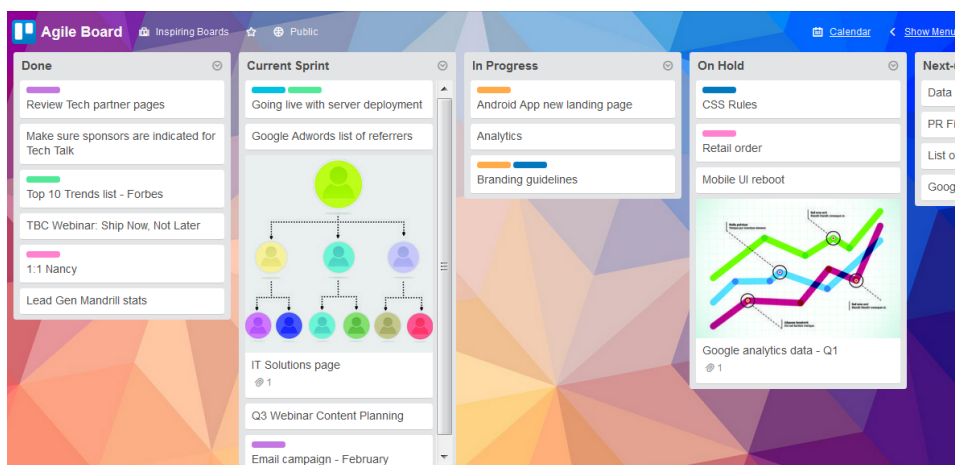 Agile Board
Inspiring Boards
Public
Calendar
Show Menu
Done
Review Tech partner pages
Make sure sponsors are indicated for
Tech Talk
Top 10 Trends list - Forbes
TBC Webinar: Ship Now, Not Later
1:1 Nancy
Lead Gen Mandrill stats
Current Sprint
Going live with server deployment
Google Adwords list of referrers
IT Solutions page
1
Q3 Webinar Content Planning
Email campaign - February
In Progress
Android App new landing page
Analytics
Branding guidelines
On Hold
CSS Rules
Retail order
Mobile UI reboot
Google analytics data - Q1
1
Next-
Data
PR Fi
List o
Goog